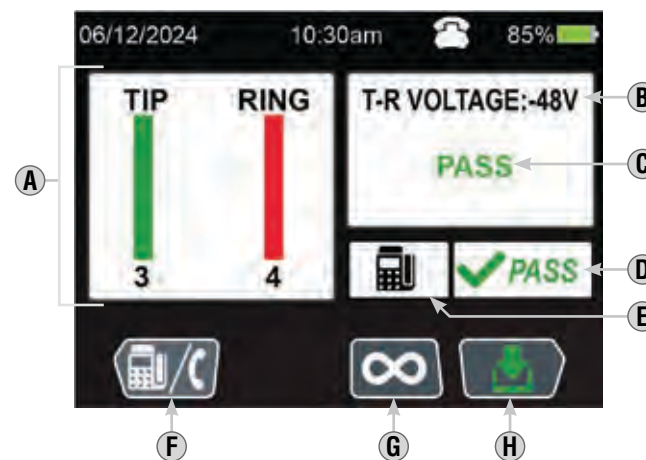 06/12/2024 10:30am 85%
TIP RING
T-R VOLTAGE:-48V
B
PASS
C
A
3 4
PASS
D
E
F
G
H